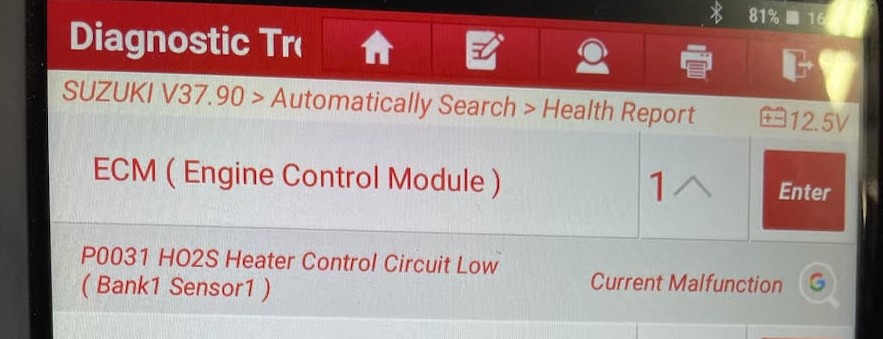 81% 16
Diagnostic Tro
SUZUKI V37.90 > Automatically Search > Health Report
12.5V
ECM ( Engine Control Module )
1
Enter
P0031 HO2S Heater Control Circuit Low
( Bank1 Sensor1 )
Current Malfunction
G